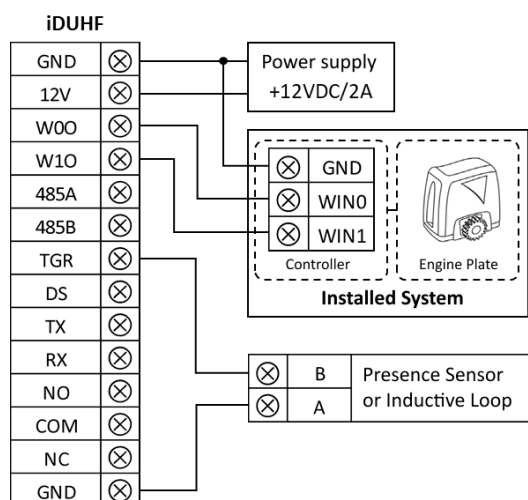 iDUHF
GND
12V
W0O
W1O
485A
485B
TGR
DS
TX
RX
NO
COM
NC
GND
Power supply
+12VDC/2A
GND
WIN0
WIN1
Controller
Engine Plate
Installed System
B
A
Presence Sensor
or Inductive Loop